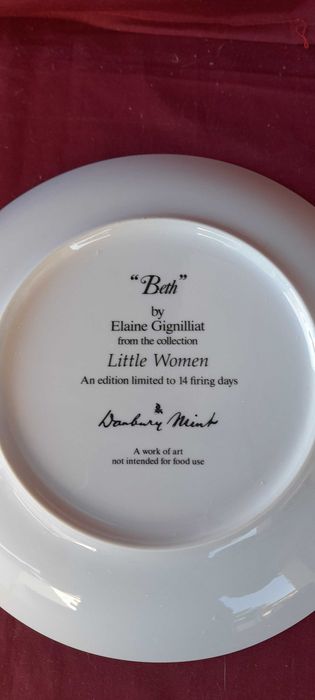 “Beth”
by
Elaine Gignilliat
from the collection
Little Women
An edition limited to 14 firing days
Danbury Mint
A work of art
not intended for food use